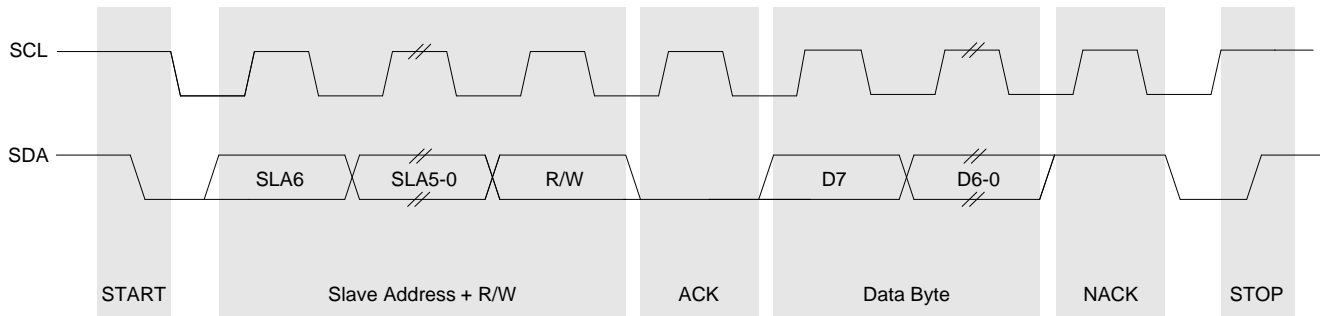 SCL
SDA
SLA6 SLA5-0 R/W D7 D6-0
START Slave Address + R/W ACK Data Byte NACK STOP